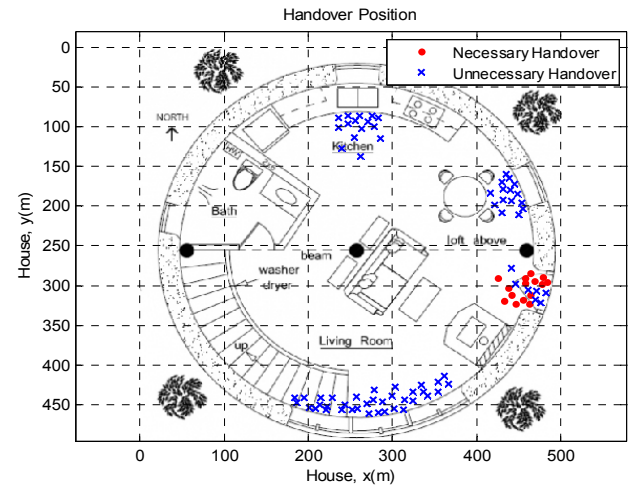 Handover Position
Necessary Handover
Unnecessary Handover
NORTH
Kitchen
Bath
loft above
beam
washer
dryer
up
Living Room
0
50
100
150
200
250
300
350
400
450
House, y(m)
0
100
200
300
400
500
House, x(m)